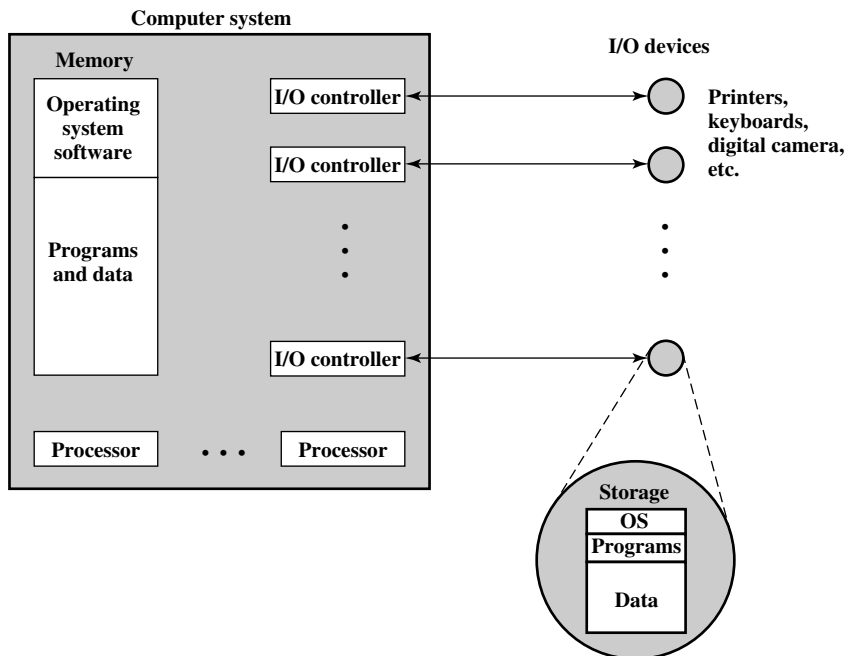 Computer system
Memory
Operating
system
software
Programs
and data
I/O controller
I/O controller
I/O controller
Processor
Processor
I/O devices
Printers,
keyboards,
digital camera,
etc.
Storage
OS
Programs
Data